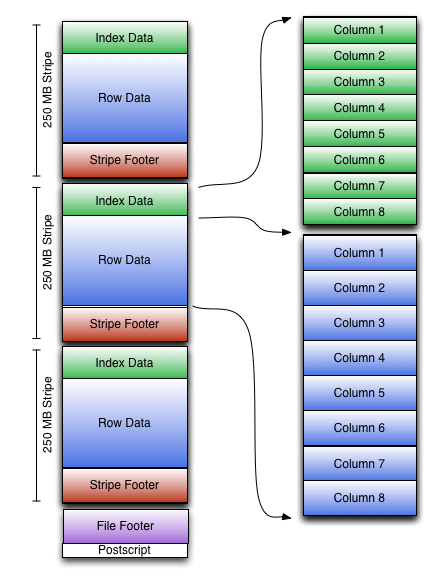 250 MB Stripe
Index Data
Row Data
Stripe Footer
250 MB Stripe
Index Data
Row Data
Stripe Footer
250 MB Stripe
Index Data
Row Data
Stripe Footer
File Footer
Postscript
Column 1
Column 2
Column 3
Column 4
Column 5
Column 6
Column 7
Column 8
Column 1
Column 2
Column 3
Column 4
Column 5
Column 6
Column 7
Column 8